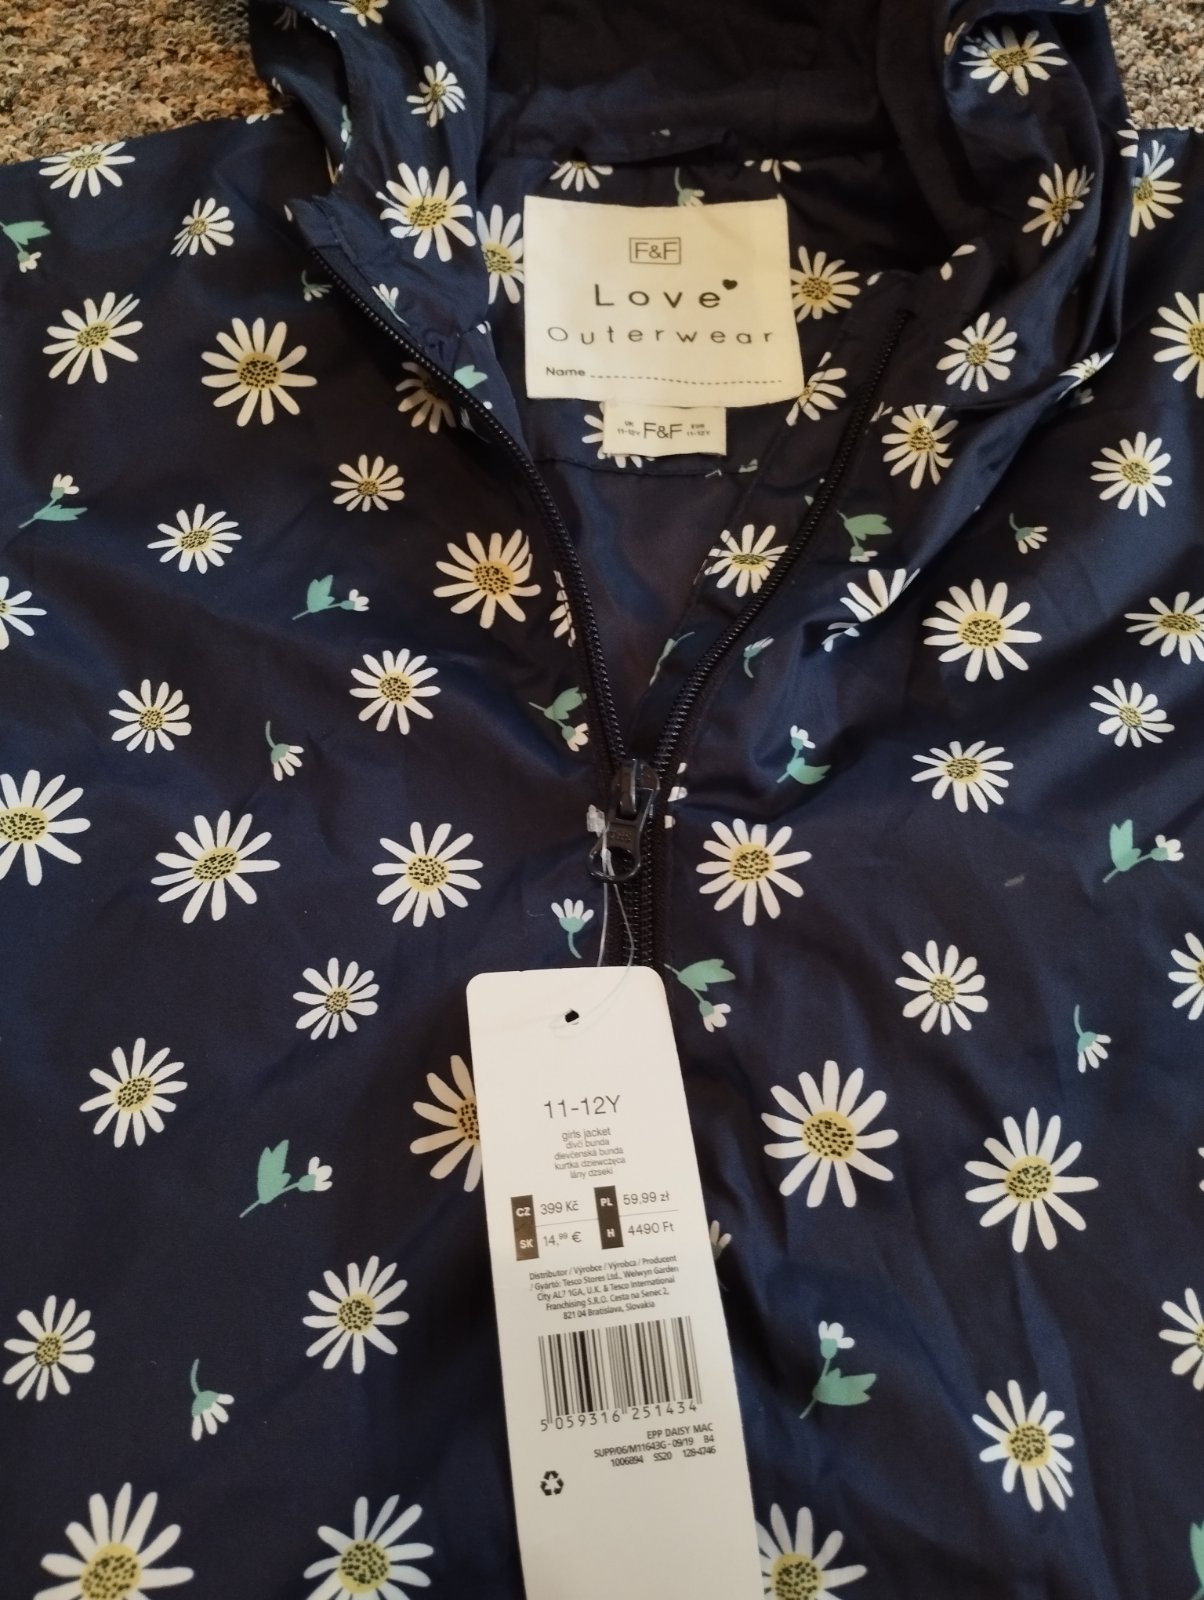 F&F
Love
Outerwear
Name
UK 11-12Y F&F EUR 11-12Y
11-12Y
girls jacket
dívčí bunda
dievčenská bunda
kurtka dziewczęca
lány dzseki
CZ 399 Kč PL 59,99 zł
SK 14,99 € H 4490 Ft
Distributor / Výrobce / Výrobca / Producent
/ Gyártó: Tesco Stores Ltd., Welwyn Garden
City AL7 1GA, U.K. & Tesco International
Franchising S.R.O. Cesta na Senec 2,
821 04 Bratislava, Slovakia
5 059316 251434
EPP DAISY MAC
SUPP/06/M11643G - 09/19 B4
1006894 SS20 128-4746